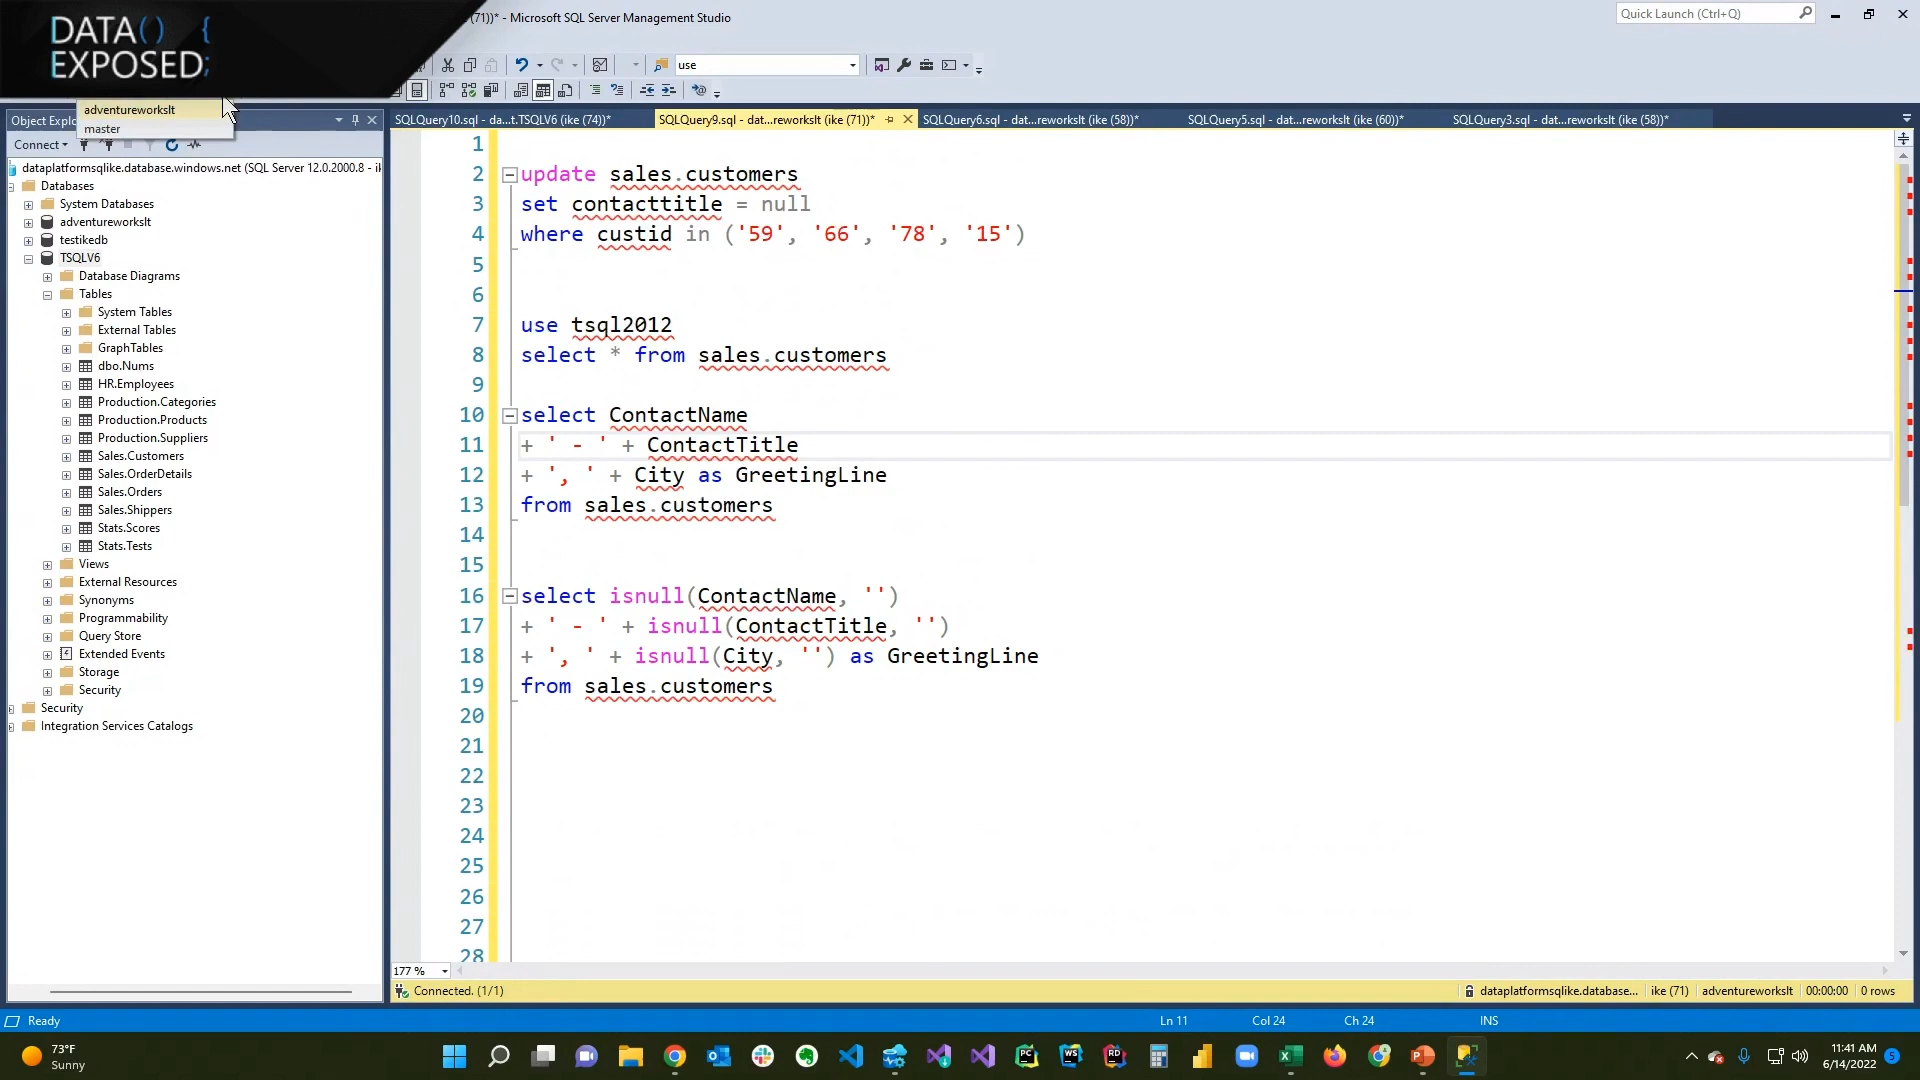 DATA() {
EXPOSED;
(71))* - Microsoft SQL Server Management Studio
Quick Launch (Ctrl+Q)
use
adventureworkslt
master
Object Explo
Connect
dataplatformsqlike.database.windows.net (SQL Server 12.0.2000.8 - il
Databases
System Databases
adventureworkslt
testikedb
TSQLV6
Database Diagrams
Tables
System Tables
External Tables
GraphTables
dbo.Nums
HR.Employees
Production.Categories
Production.Products
Production.Suppliers
Sales.Customers
Sales.OrderDetails
Sales.Orders
Sales.Shippers
Stats.Scores
Stats.Tests
Views
External Resources
Synonyms
Programmability
Query Store
Extended Events
Storage
Security
Security
Integration Services Catalogs
SQLQuery10.sql - da...t.TSQLV6 (ike (74))*
SQLQuery9.sql - dat...reworkslt (ike (71))*
SQLQuery6.sql - dat...reworkslt (ike (58))*
SQLQuery5.sql - dat...reworkslt (ike (60))*
SQLQuery3.sql - dat...reworkslt (ike (58))*
1
2 update sales.customers
3 set contacttitle = null
4 where custid in ('59', '66', '78', '15')
5
6
7 use tsql2012
8 select * from sales.customers
9
10 select ContactName
11 + ' - ' + ContactTitle
12 + ', ' + City as GreetingLine
13 from sales.customers
14
15
16 select isnull(ContactName, '')
17 + ' - ' + isnull(ContactTitle, '')
18 + ', ' + isnull(City, '') as GreetingLine
19 from sales.customers
20
21
22
23
24
25
26
27
28
177 %
Connected. (1/1)
dataplatformsqlike.database... ike (71) adventureworkslt 00:00:00 0 rows
Ready
Ln 11 Col 24 Ch 24 INS
73°F
Sunny
11:41 AM
6/14/2022
5